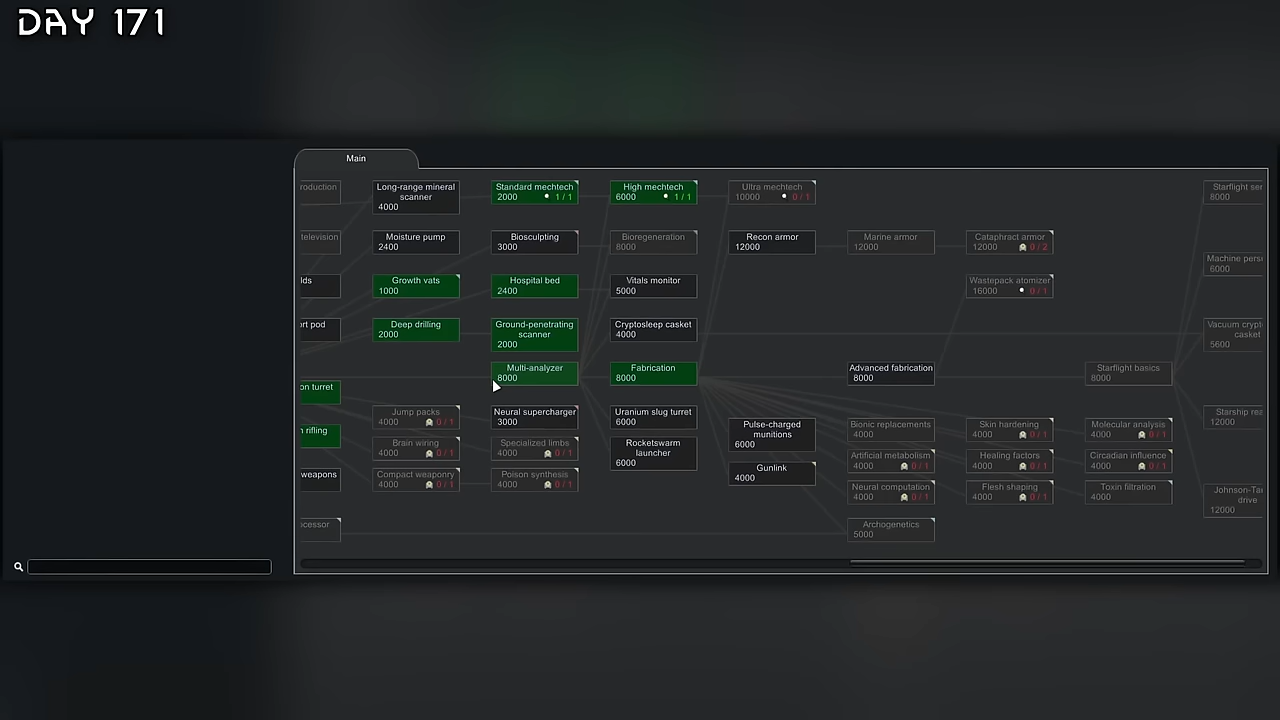 DAY 171
Main
roduction
Long-range mineral
scanner
4000
Standard mechtech
2000 1 / 1
High mechtech
6000 1 / 1
Ultra mechtech
10000 0 / 1
Starflight sen
8000
television
Moisture pump
2400
Biosculpting
3000
Bioregeneration
8000
Recon armor
12000
Marine armor
12000
Cataphract armor
12000 0 / 2
Machine persu
6000
lds
Growth vats
1000
Hospital bed
2400
Vitals monitor
5000
Wastepack atomizer
16000 0 / 1
rt pod
Deep drilling
2000
Ground-penetrating
scanner
2000
Cryptosleep casket
4000
Vacuum crypt
casket
5600
Multi-analyzer
8000
Fabrication
8000
Advanced fabrication
8000
Starflight basics
8000
on turret
Jump packs
4000 0 / 1
Neural supercharger
3000
Uranium slug turret
6000
Pulse-charged
munitions
6000
Bionic replacements
4000
Skin hardening
4000 0 / 1
Molecular analysis
4000 0 / 1
Starship rea
12000
n rifling
Brain wiring
4000 0 / 1
Specialized limbs
4000 0 / 1
Rocketswarm
launcher
6000
Gunlink
4000
Artificial metabolism
4000 0 / 1
Healing factors
4000 0 / 1
Circadian influence
4000 0 / 1
weapons
Compact weaponry
4000 0 / 1
Poison synthesis
4000 0 / 1
Neural computation
4000 0 / 1
Flesh shaping
4000 0 / 1
Toxin filtration
4000
Johnson-Tan
drive
12000
ocessor
Archogenetics
5000